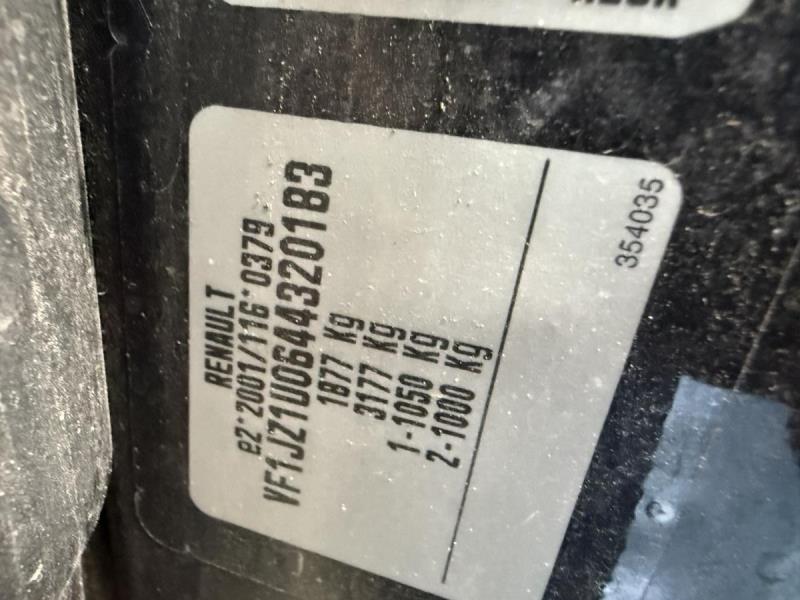 RENAULT
e2*2001/116*0379
VF1JZ1U0644320183
1877 Kg
3177 Kg
1-1050 Kg
2-1000 Kg
354035